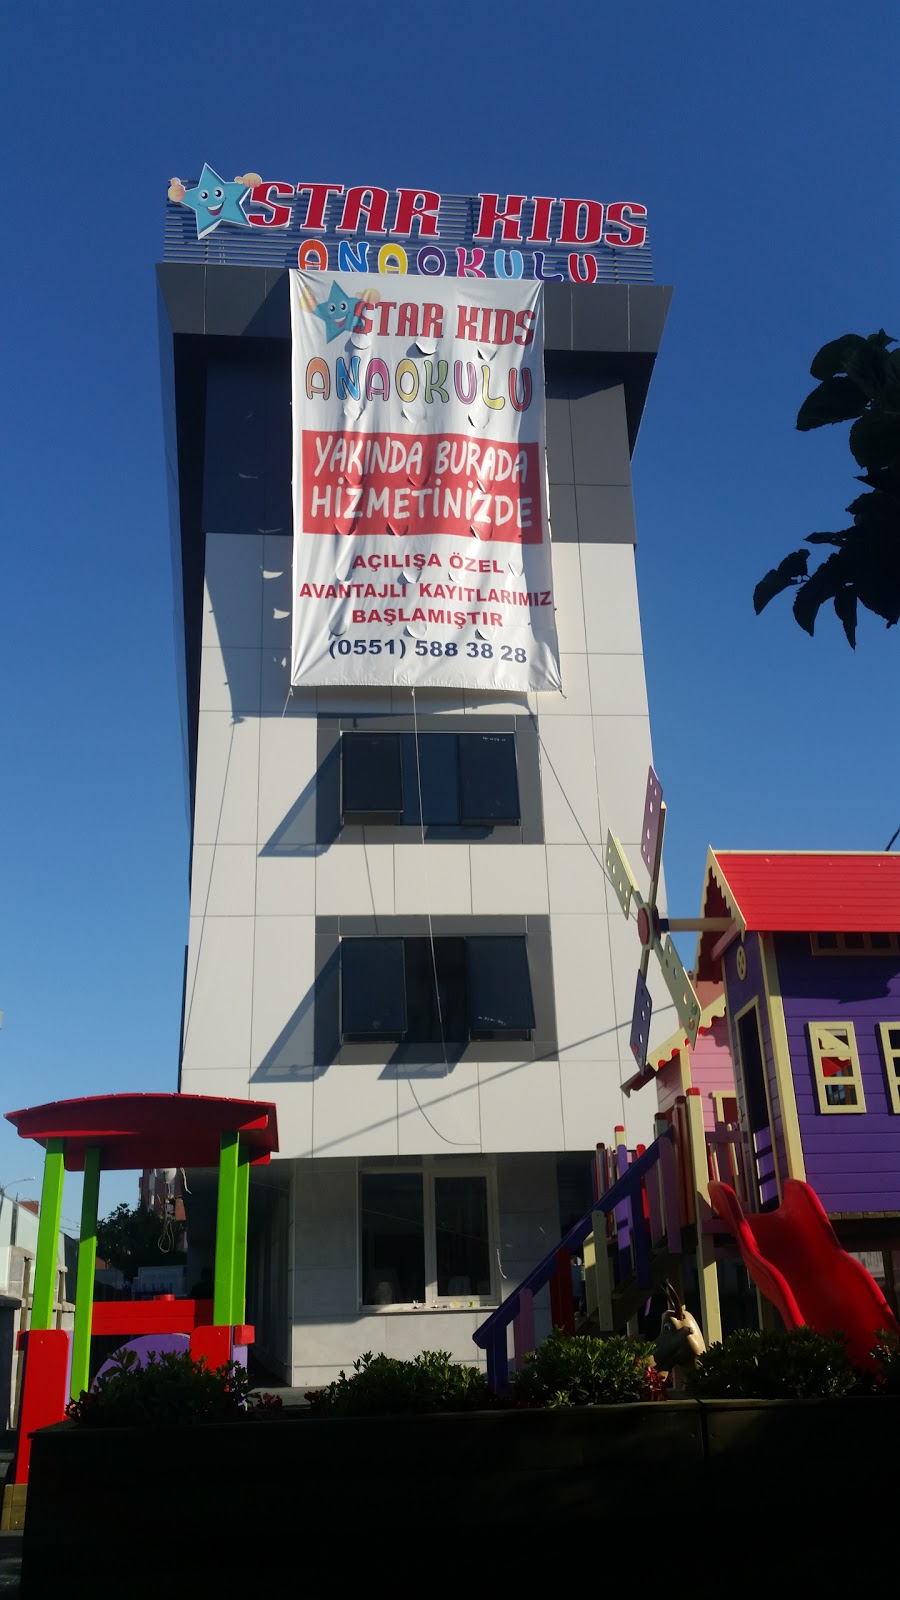 STAR KIDS
ANAOKULU
STAR KIDS
ANAOKULU
YAKINDA BURADA
HİZMETİNİZDE
AÇILIŞA ÖZEL
AVANTAJLI KAYITLARIMIZ
BAŞLAMIŞTIR
(0551) 588 38 28